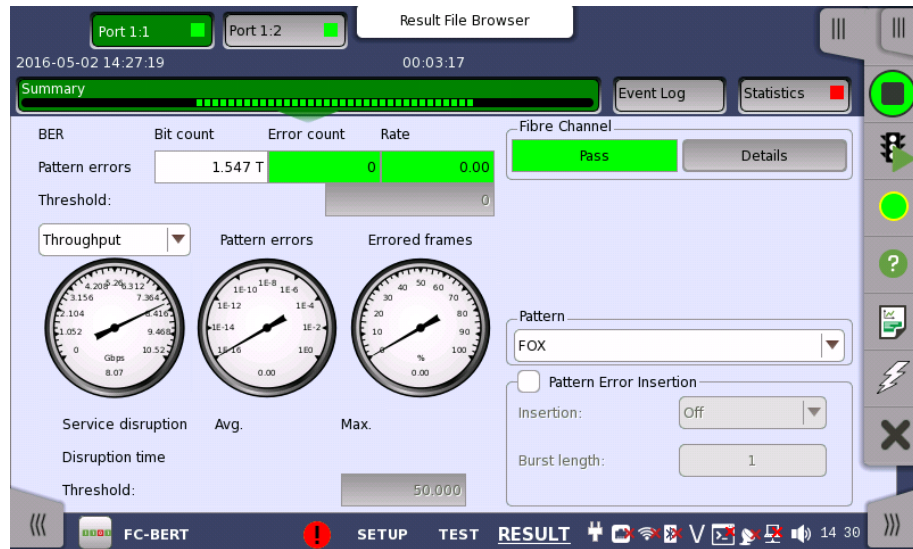 Result File Browser
Port 1:1
Port 1:2
2016-05-02 14:27:19
00:03:17
Summary
Event Log
Statistics
BER Bit count Error count Rate
Pattern errors 1.547 T 0 0.00
Threshold: 0
Fibre Channel
Pass
Details
Throughput
Pattern errors
Errored frames
0 1.052 2.104 3.156 4.208 5.26 6.312 7.364 8.416 9.468 10.52
Gbps
8.07
1E-16 1E-14 1E-12 1E-10 1E-8 1E-6 1E-4 1E-2 1E0
0.00
0 10 20 30 40 50 60 70 80 90 100
%
0.00
Pattern
FOX
Pattern Error Insertion
Insertion: Off
Burst length: 1
Service disruption Avg. Max.
Disruption time
Threshold: 50.000
FC-BERT
SETUP
TEST
RESULT
14 30